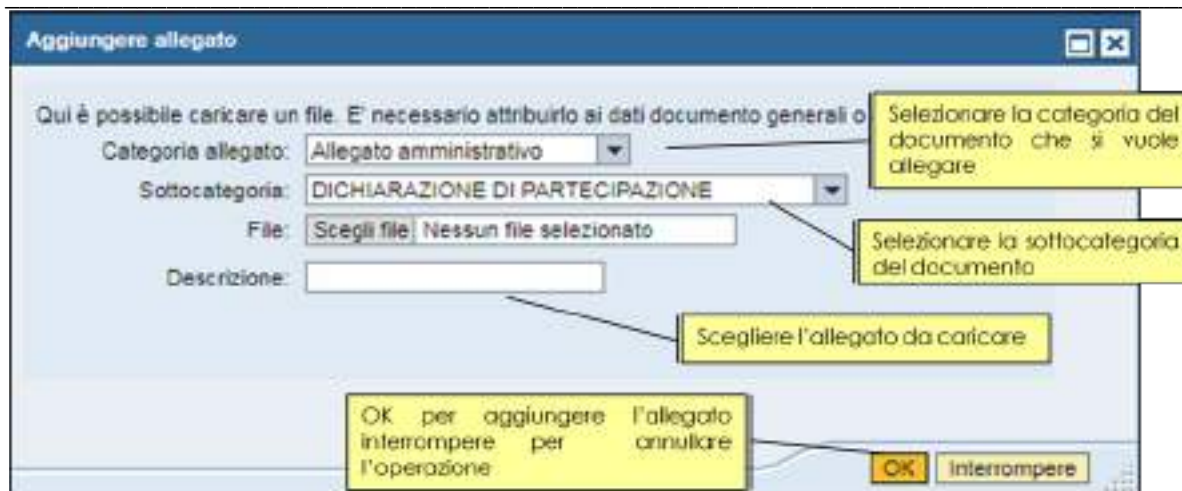 Aggiungere allegato
Qui è possibile caricare un file. E' necessario attribuirlo ai dati documento generali o
Selezionare la categoria del
documento che si vuole
allegare
Categoria allegato: Allegato amministrativo
Sottocategoria: DICHIARAZIONE DI PARTECIPAZIONE
File: Scegli file Nessun file selezionato
Selezionare la sottocategoria
del documento
Descrizione:
Scegliere l'allegato da caricare
OK per aggiungere l'allegato
interrompere per annullare
l'operazione
OK Interrompere